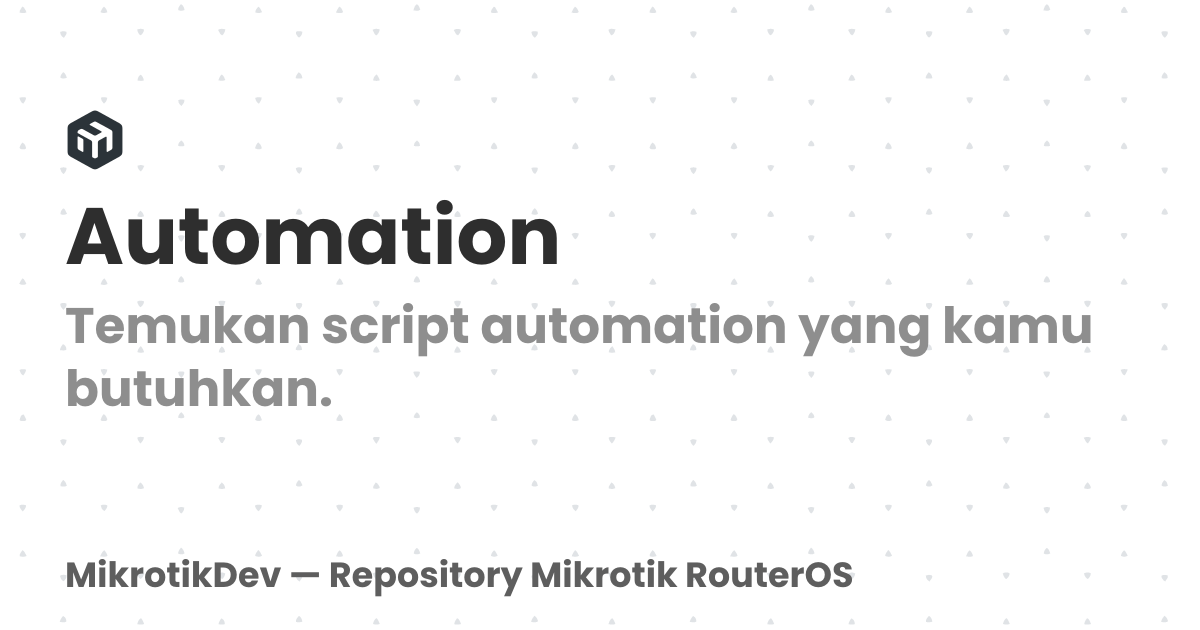 Automation
Temukan script automation yang kamu
butuhkan.
MikrotikDev — Repository Mikrotik RouterOS